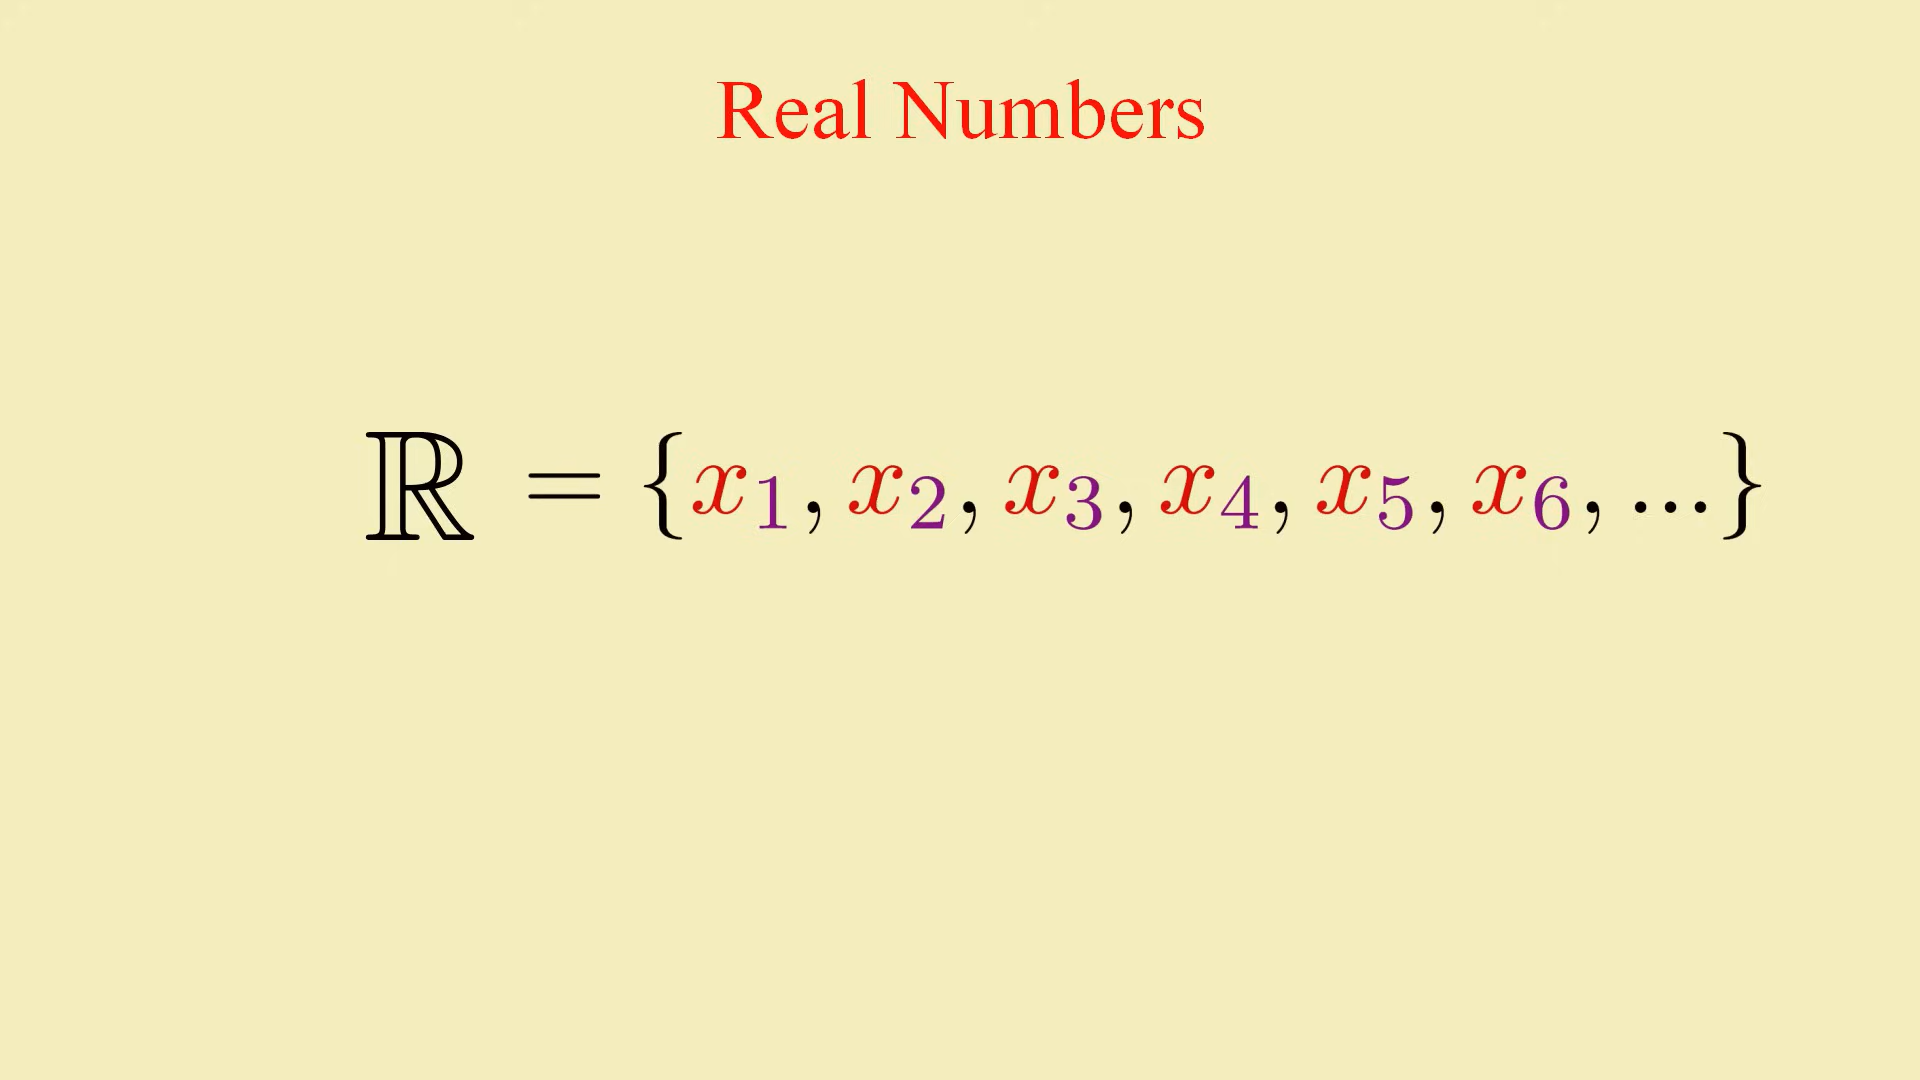 Real Numbers
ℝ = {x₁, x₂, x₃, x₄, x₅, x₆, ...}